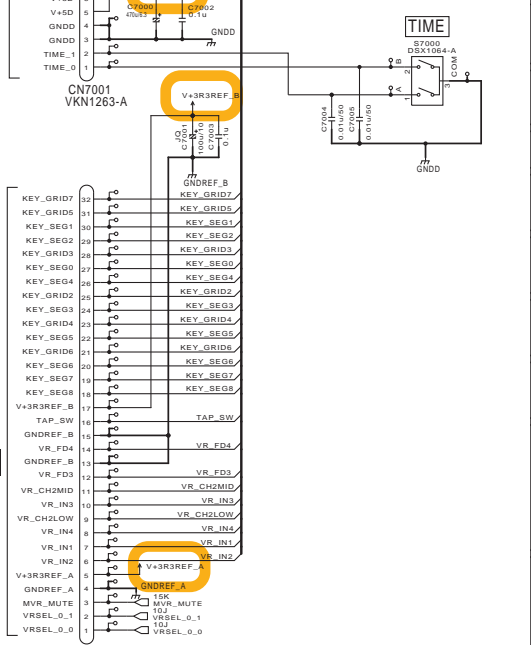 V+5D 5
GNDD 4
GNDD 3
TIME_1 2
TIME_0 1
C7000
470u/6.3
C7002
0.1u
GNDD
CN7001
VKN1263-A
TIME
S7000
DSX1064-A
B
2
A
1
3
COM
C7004
0.01u/50
C7005
0.01u/50
GNDD
V+3R3REF_B
C7001
100u/10
C7003
0.1u
GNDREF_B
KEY_GRID7 32 KEY_GRID7
KEY_GRID5 31 KEY_GRID5
KEY_SEG1 30 KEY_SEG1
KEY_SEG2 29 KEY_SEG2
KEY_GRID3 28 KEY_GRID3
KEY_SEG0 27 KEY_SEG0
KEY_SEG4 26 KEY_SEG4
KEY_GRID2 25 KEY_GRID2
KEY_SEG3 24 KEY_SEG3
KEY_GRID4 23 KEY_GRID4
KEY_SEG5 22 KEY_SEG5
KEY_GRID6 21 KEY_GRID6
KEY_SEG6 20 KEY_SEG6
KEY_SEG7 19 KEY_SEG7
KEY_SEG8 18 KEY_SEG8
V+3R3REF_B 17
TAP_SW 16 TAP_SW
GNDREF_B 15
VR_FD4 14 VR_FD4
GNDREF_B 13
VR_FD3 12 VR_FD3
VR_CH2MID 11 VR_CH2MID
VR_IN3 10 VR_IN3
VR_CH2LOW 9 VR_CH2LOW
VR_IN4 8 VR_IN4
VR_IN1 7 VR_IN1
VR_IN2 6 VR_IN2
V+3R3REF_A 5 V+3R3REF_A
GNDREF_A 4 GNDREF_A
MVR_MUTE 3 15K MVR_MUTE
VRSEL_0_1 2 10J VRSEL_0_1
VRSEL_0_0 1 10J VRSEL_0_0